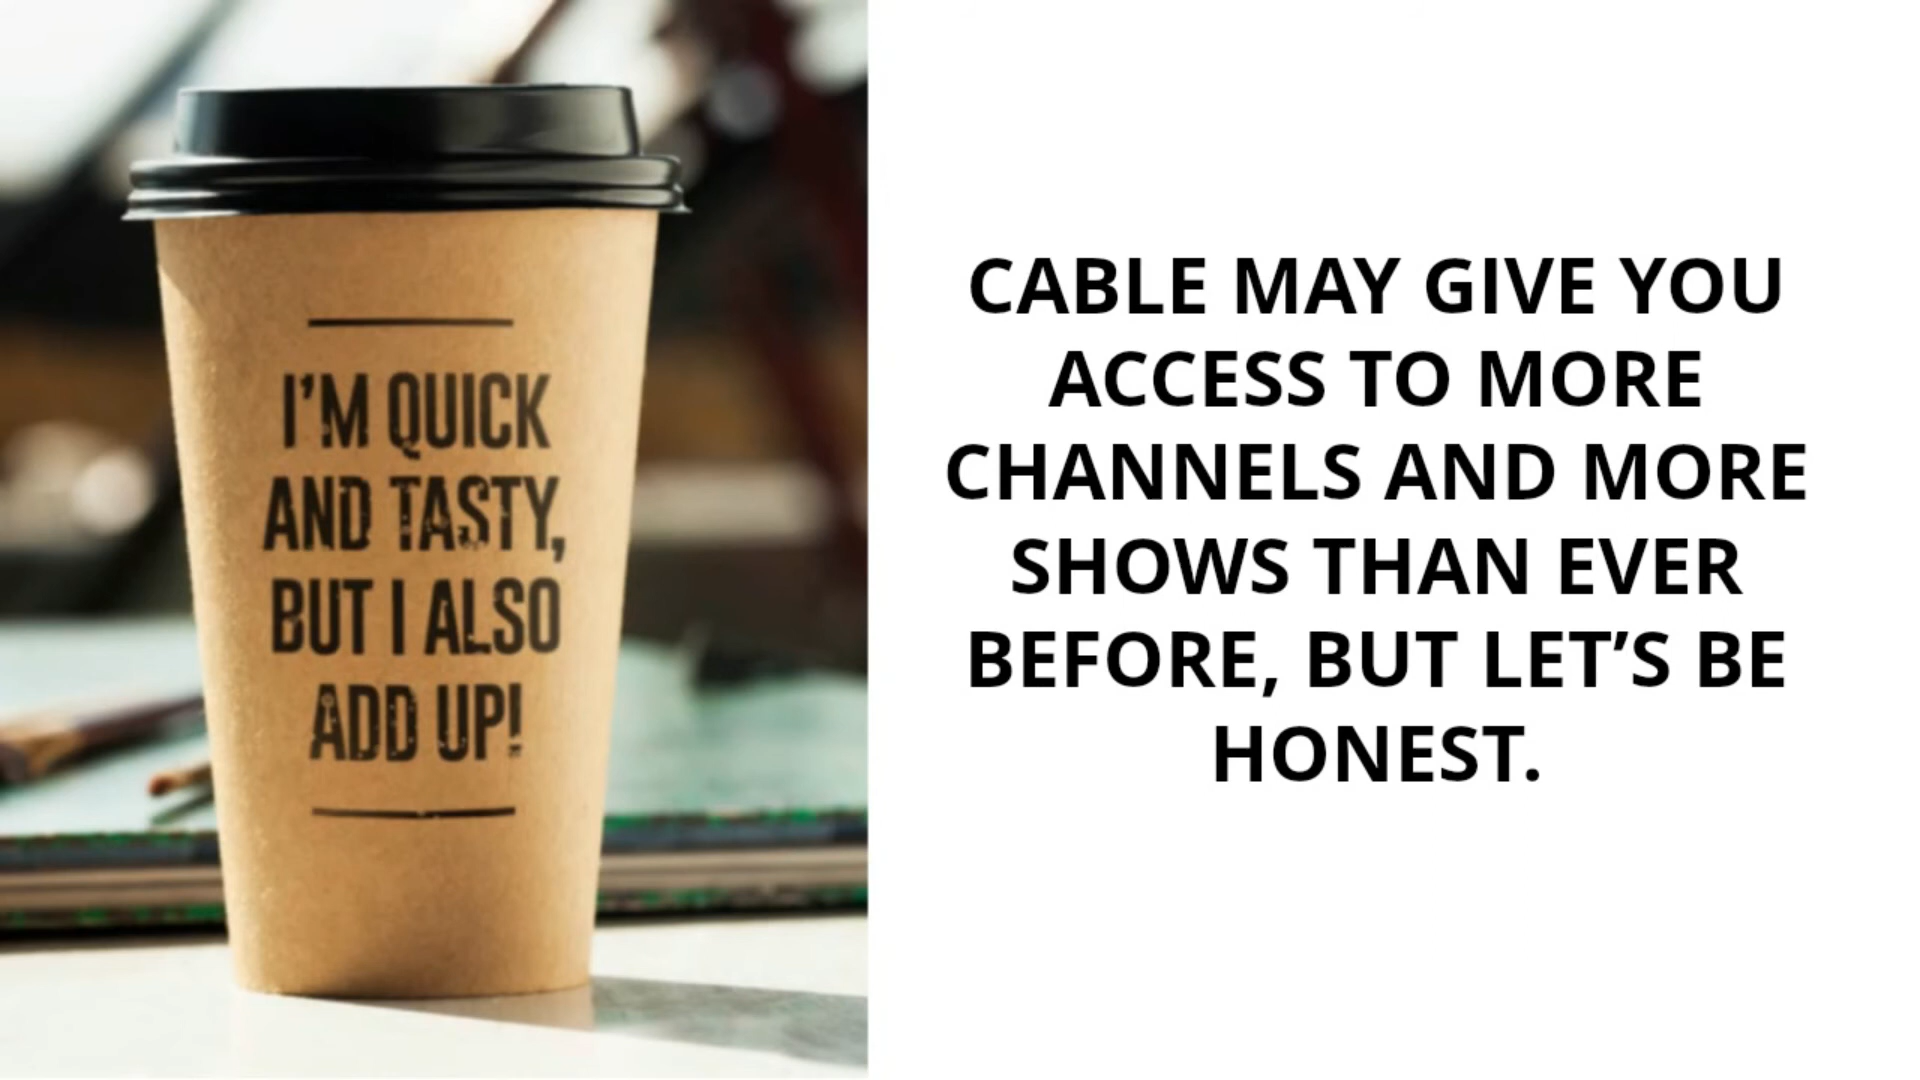 I'M QUICK
AND TASTY,
BUT I ALSO
ADD UP!
CABLE MAY GIVE YOU
ACCESS TO MORE
CHANNELS AND MORE
SHOWS THAN EVER
BEFORE, BUT LET’S BE
HONEST.